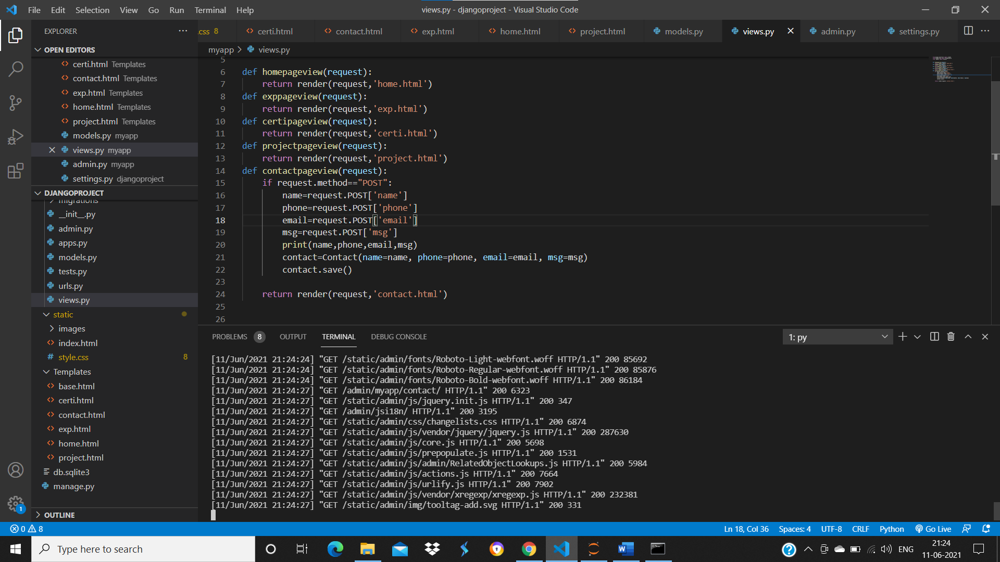 File Edit Selection View Go Run Terminal Help
views.py - djangoproject - Visual Studio Code
EXPLORER
.css 8 certi.html contact.html exp.html home.html project.html models.py views.py admin.py settings.py
OPEN EDITORS
myapp > views.py
certi.html Templates
contact.html Templates
exp.html Templates
home.html Templates
project.html Templates
models.py myapp
views.py myapp
admin.py myapp
settings.py djangoproject
DJANGOPROJECT
migrations
__init__.py
admin.py
apps.py
models.py
tests.py
urls.py
views.py
static
images
index.html
style.css 8
Templates
base.html
certi.html
contact.html
exp.html
home.html
project.html
db.sqlite3
manage.py
OUTLINE
5
6 def homepageview(request):
7 return render(request,'home.html')
8 def exppageview(request):
9 return render(request,'exp.html')
10 def certipageview(request):
11 return render(request,'certi.html')
12 def projectpageview(request):
13 return render(request,'project.html')
14 def contactpageview(request):
15 if request.method=="POST":
16 name=request.POST['name']
17 phone=request.POST['phone']
18 email=request.POST['email']
19 msg=request.POST['msg']
20 print(name,phone,email,msg)
21 contact=Contact(name=name, phone=phone, email=email, msg=msg)
22 contact.save()
23
24 return render(request,'contact.html')
25
26
PROBLEMS 8 OUTPUT TERMINAL DEBUG CONSOLE
1: py
[11/Jun/2021 21:24:24] "GET /static/admin/fonts/Roboto-Light-webfont.woff HTTP/1.1" 200 85692
[11/Jun/2021 21:24:24] "GET /static/admin/fonts/Roboto-Regular-webfont.woff HTTP/1.1" 200 85876
[11/Jun/2021 21:24:24] "GET /static/admin/fonts/Roboto-Bold-webfont.woff HTTP/1.1" 200 86184
[11/Jun/2021 21:24:27] "GET /admin/myapp/contact/ HTTP/1.1" 200 6323
[11/Jun/2021 21:24:27] "GET /static/admin/js/jquery.init.js HTTP/1.1" 200 347
[11/Jun/2021 21:24:27] "GET /admin/jsi18n/ HTTP/1.1" 200 3195
[11/Jun/2021 21:24:27] "GET /static/admin/css/changelists.css HTTP/1.1" 200 6874
[11/Jun/2021 21:24:27] "GET /static/admin/js/vendor/jquery/jquery.js HTTP/1.1" 200 287630
[11/Jun/2021 21:24:27] "GET /static/admin/js/core.js HTTP/1.1" 200 5698
[11/Jun/2021 21:24:27] "GET /static/admin/js/prepopulate.js HTTP/1.1" 200 1531
[11/Jun/2021 21:24:27] "GET /static/admin/js/admin/RelatedObjectLookups.js HTTP/1.1" 200 5984
[11/Jun/2021 21:24:27] "GET /static/admin/js/actions.js HTTP/1.1" 200 7664
[11/Jun/2021 21:24:27] "GET /static/admin/js/urlify.js HTTP/1.1" 200 7902
[11/Jun/2021 21:24:27] "GET /static/admin/js/vendor/xregexp/xregexp.js HTTP/1.1" 200 232381
[11/Jun/2021 21:24:27] "GET /static/admin/img/tooltag-add.svg HTTP/1.1" 200 331
1
0 8
Ln 18, Col 36 Spaces: 4 UTF-8 CRLF Python Go Live
Type here to search
ENG
21:24
11-06-2021